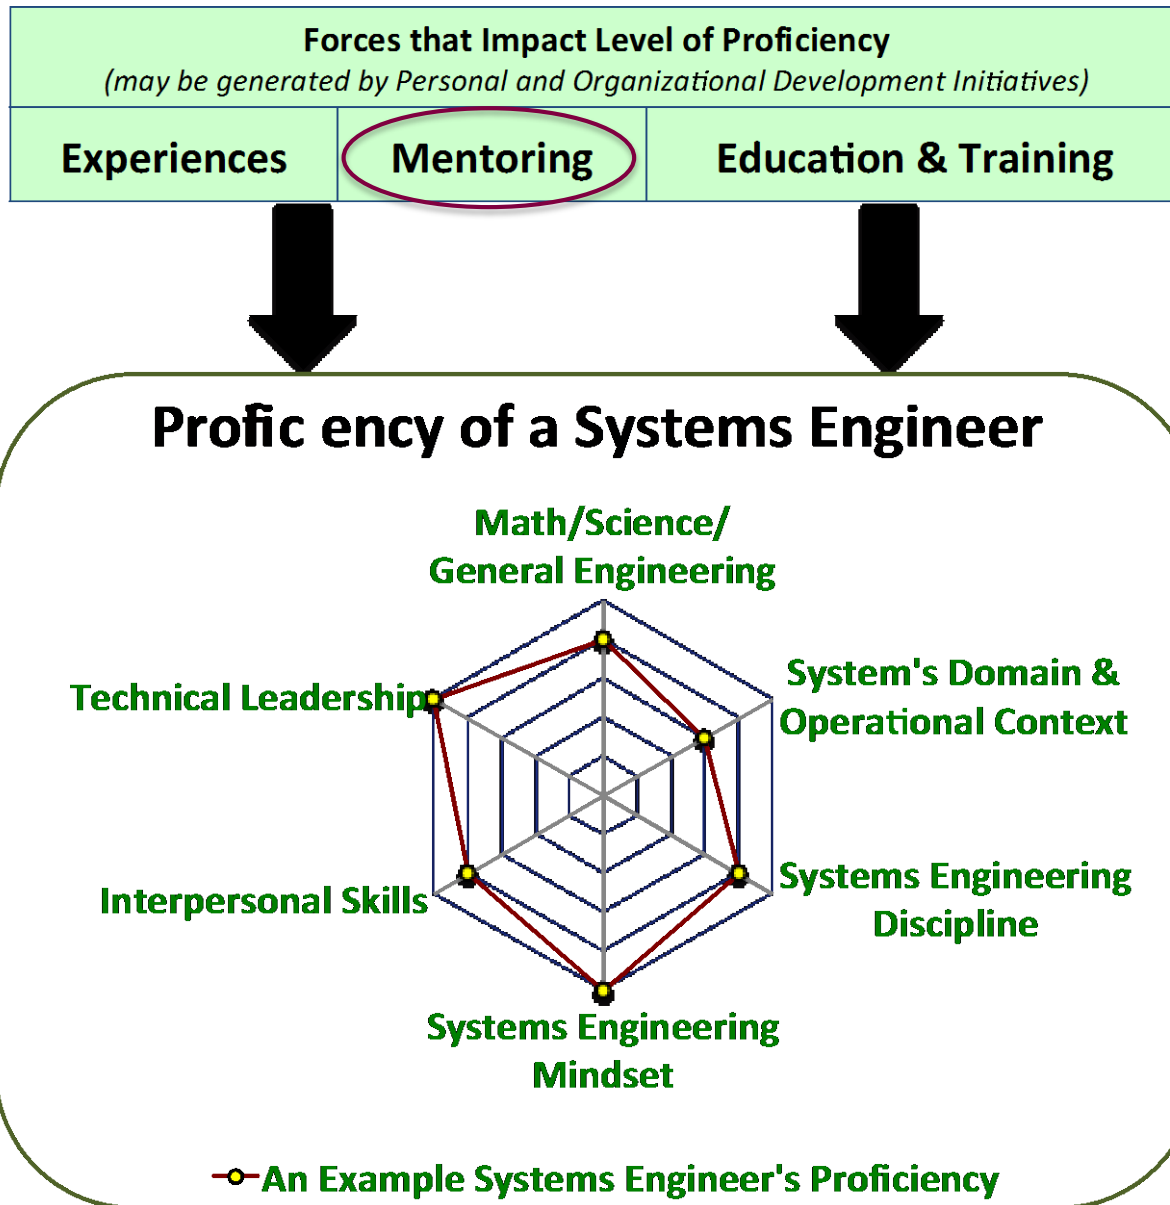 Forces that Impact Level of Proficiency
(may be generated by Personal and Organizational Development Initiatives)
Experiences
Mentoring
Education & Training
Profic ency of a Systems Engineer
Math/Science/
General Engineering
System's Domain &
Operational Context
Technical Leadership
Systems Engineering
Discipline
Interpersonal Skills
Systems Engineering
Mindset
An Example Systems Engineer's Proficiency